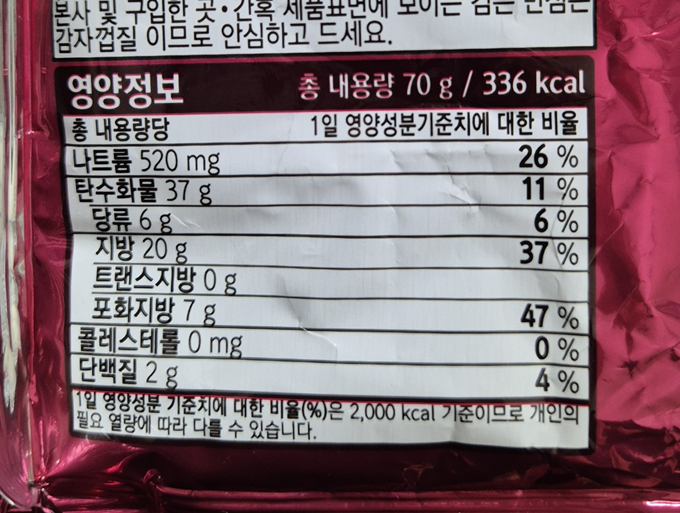 본사 및 구입한 곳•간혹 제품표면에 보이는 검은 반점은
감자껍질 이므로 안심하고 드세요.
영양정보 총 내용량 70 g / 336 kcal
총 내용량당 1일 영양성분기준치에 대한 비율
나트륨 520 mg 26 %
탄수화물 37 g 11 %
당류 6 g 6 %
지방 20 g 37 %
트랜스지방 0 g
포화지방 7 g 47 %
콜레스테롤 0 mg 0 %
단백질 2 g 4 %
1일 영양성분 기준치에 대한 비율(%)은 2,000 kcal 기준이므로 개인의
필요 열량에 따라 다를 수 있습니다.